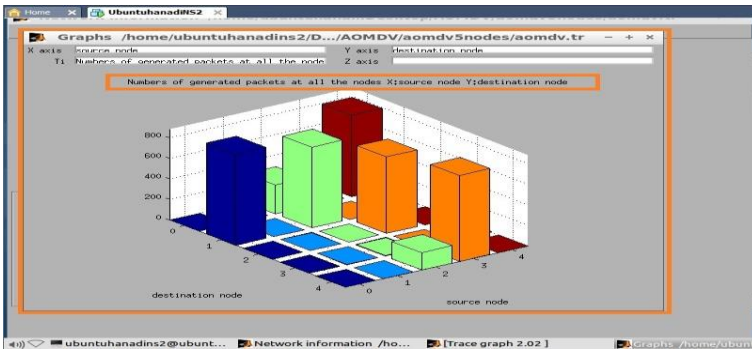 Home × UbuntuhanadiNS2 ×
Graphs /home/ubuntuhanadins2/D.../AOMDV/aomdv5nodes/aomdv.tr – + ×
X axis source node Y axis destination node
Ti Numbers of generated packets at all the node Z axis
Numbers of generated packets at all the nodes X;source node Y;destination node
800
600
400
200
0
0 1 2 3 4
0 1 2 3 4
destination node
source node
ubuntuhanadins2@ubunt... Network information /ho... [Trace graph 2.02 ] Graphs /home/ubun